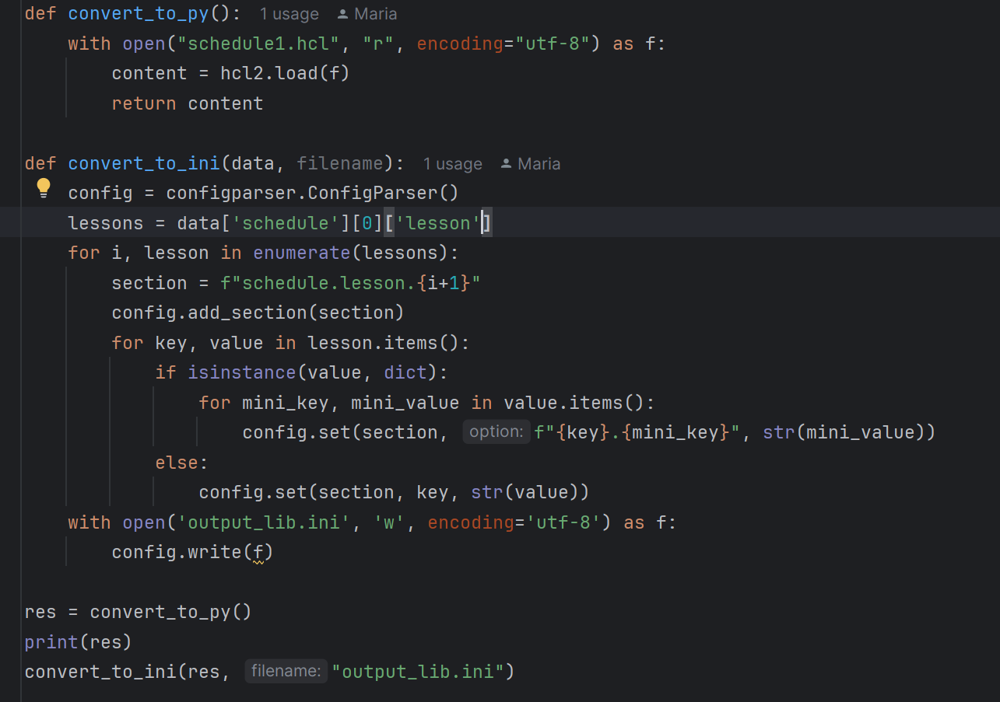 def convert_to_py(): 1 usage Maria
    with open("schedule1.hcl", "r", encoding="utf-8") as f:
        content = hcl2.load(f)
        return content

def convert_to_ini(data, filename): 1 usage Maria
    config = configparser.ConfigParser()
    lessons = data['schedule'][0]['lesson']
    for i, lesson in enumerate(lessons):
        section = f"schedule.lesson.{i+1}"
        config.add_section(section)
        for key, value in lesson.items():
            if isinstance(value, dict):
                for mini_key, mini_value in value.items():
                    config.set(section, option: f"{key}.{mini_key}", str(mini_value))
            else:
                config.set(section, key, str(value))
    with open('output_lib.ini', 'w', encoding='utf-8') as f:
        config.write(f)

res = convert_to_py()
print(res)
convert_to_ini(res, filename: "output_lib.ini")